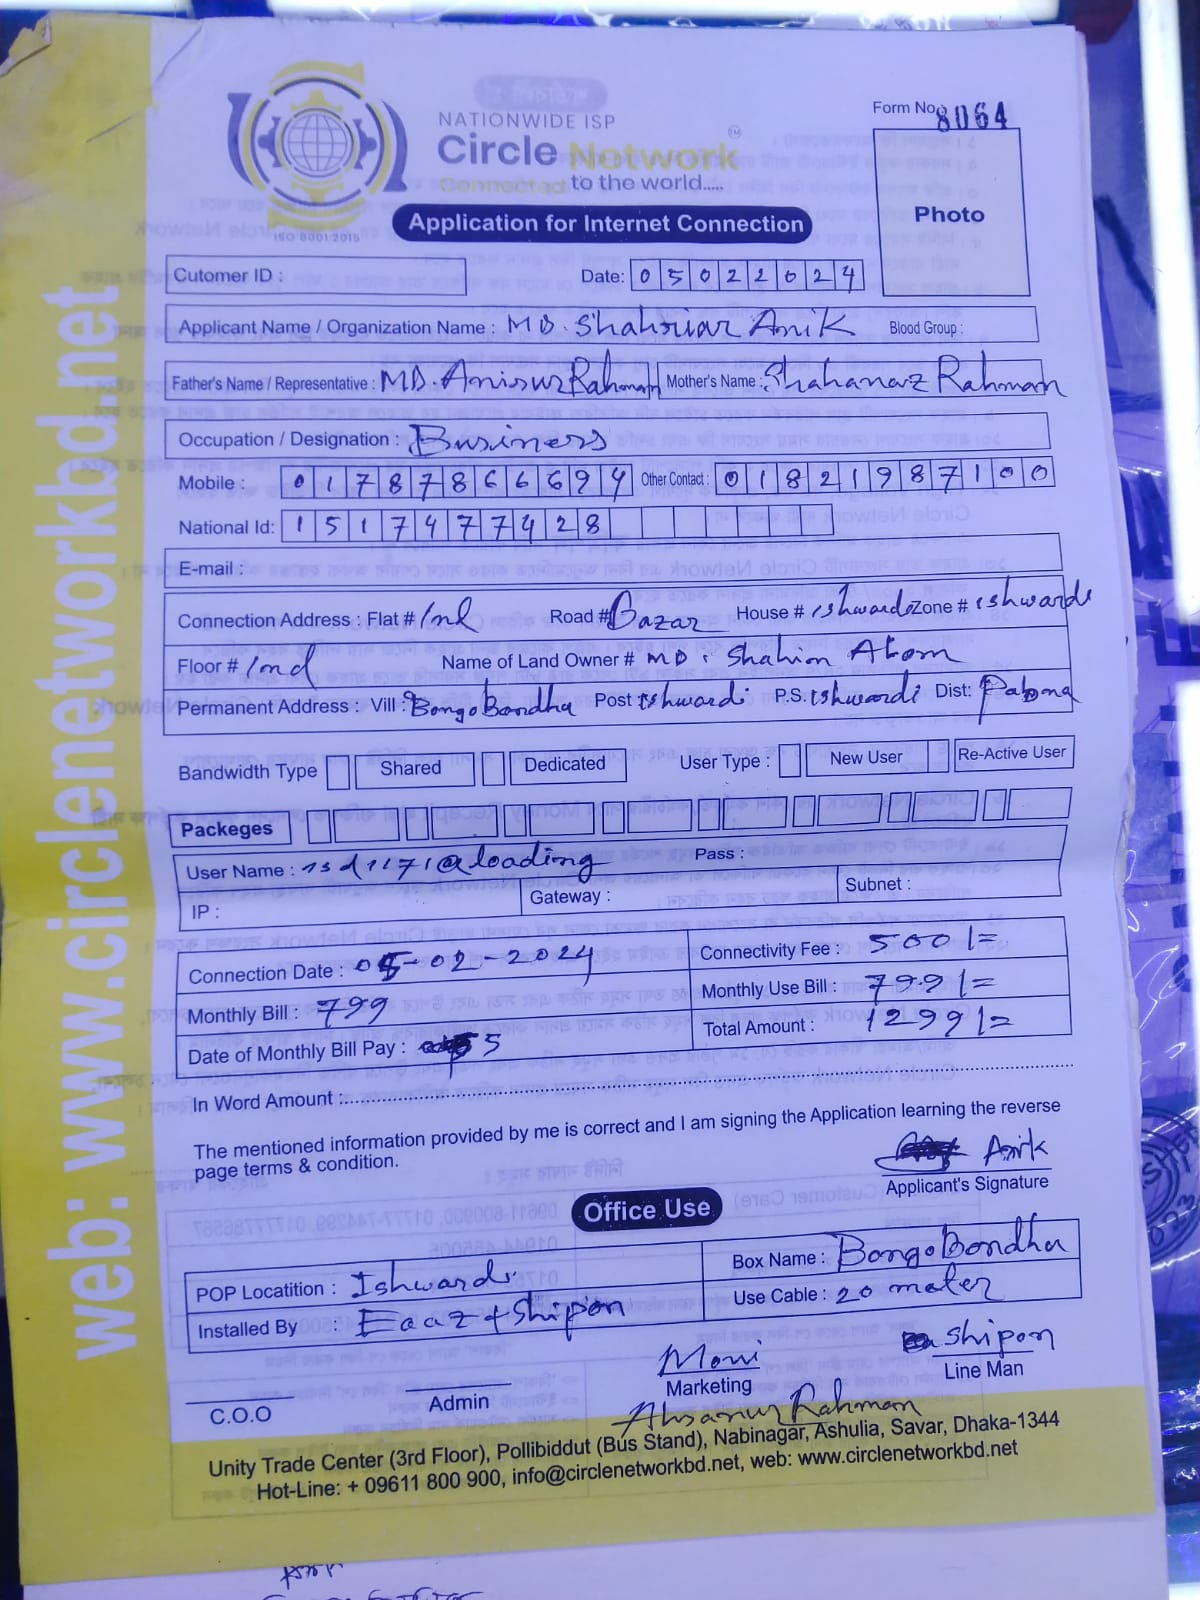 web: www.circlenetworkbd.net
NATIONWIDE ISP
Circle Network
Connected to the world.....
ISO 9001:2015
Form No. 8064
Application for Internet Connection
Photo
Cutomer ID :
Date: 05022024
Applicant Name / Organization Name : MD. Shahriar Anik Blood Group :
Father's Name / Representative : MD. Anisur Rahman Mother's Name : Shahanaz Rahman
Occupation / Designation : Business
Mobile : 01787866694 Other Contact : 01821987100
National Id: 1517477428
E-mail :
Connection Address : Flat # Road # Bazar House # ishwardi Zone # ishwardi
Floor # Name of Land Owner # MD. Shahin Alom
Permanent Address : Vill : BongoBandha Post ishwardi P.S. ishwardi Dist: Pabna
Bandwidth Type Shared Dedicated User Type : New User Re-Active User
Packeges
User Name : isd1171@loading Pass :
IP : Gateway : Subnet :
Connection Date : 05-02-2024 Connectivity Fee : 500/=
Monthly Bill : 799 Monthly Use Bill : 799/=
Date of Monthly Bill Pay : 5 Total Amount : 1299/=
In Word Amount :
The mentioned information provided by me is correct and I am signing the Application learning the reverse
page terms & condition.
Anik
Applicant's Signature
Office Use
POP Locatition : Ishwardi Box Name : BongoBondha
Installed By : Eaaz + Shipon Use Cable : 20 mater
Moni Shipon
C.O.O Admin Marketing Line Man
Ahsanur Rahman
Unity Trade Center (3rd Floor), Pollibiddut (Bus Stand), Nabinagar, Ashulia, Savar, Dhaka-1344
Hot-Line: + 09611 800 900, info@circlenetworkbd.net, web: www.circlenetworkbd.net